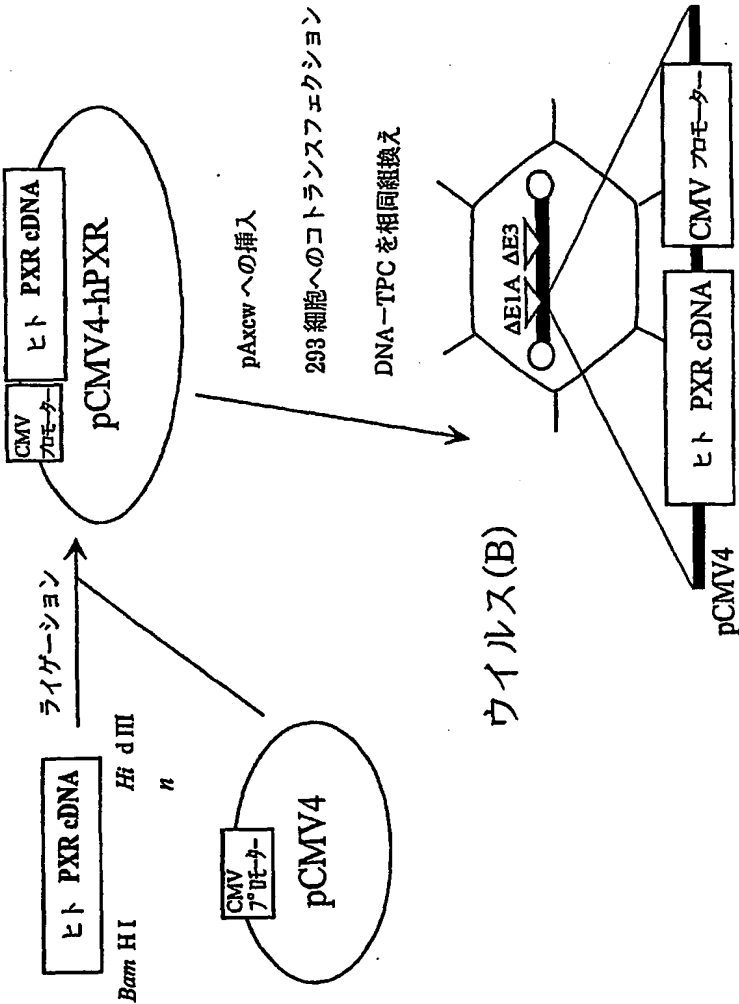 ヒト PXR cDNA
Bam H I
Hi d III
n
ライゲーション
CMV
プロモーター
pCMV4
CMV
プロモーター
ヒト PXR cDNA
pCMV4-hPXR
pAxcw への挿入
293 細胞へのコトランスフェクション
DNA-TPC を相同組換え
ウイルス(B)
ΔE1A ΔE3
pCMV4
ヒト PXR cDNA
CMV プロモーター